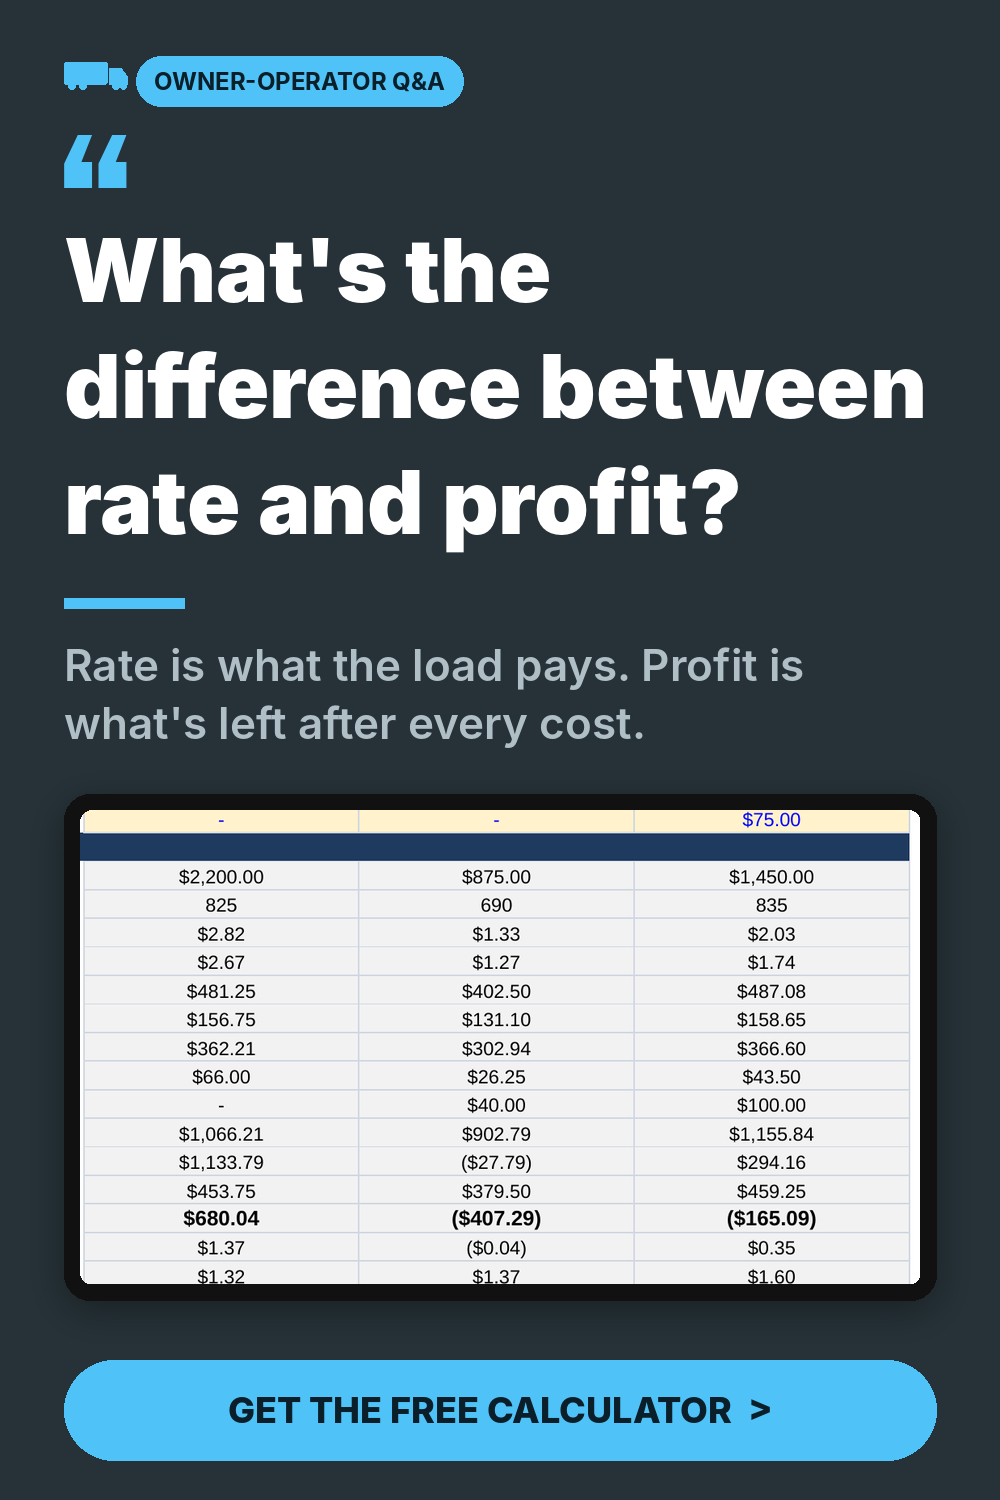 OWNER-OPERATOR Q&A
“
What's the
difference between
rate and profit?
Rate is what the load pays. Profit is
what's left after every cost.
- - $75.00
$2,200.00 $875.00 $1,450.00
825 690 835
$2.82 $1.33 $2.03
$2.67 $1.27 $1.74
$481.25 $402.50 $487.08
$156.75 $131.10 $158.65
$362.21 $302.94 $366.60
$66.00 $26.25 $43.50
- $40.00 $100.00
$1,066.21 $902.79 $1,155.84
$1,133.79 ($27.79) $294.16
$453.75 $379.50 $459.25
$680.04 ($407.29) ($165.09)
$1.37 ($0.04) $0.35
$1.32 $1.37 $1.60
GET THE FREE CALCULATOR >